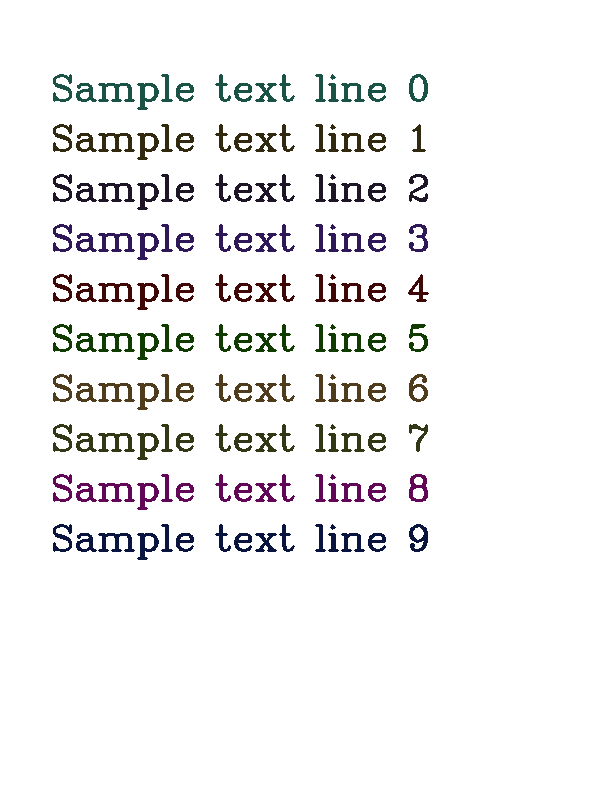 Sample text line 0
Sample text line 1
Sample text line 2
Sample text line 3
Sample text line 4
Sample text line 5
Sample text line 6
Sample text line 7
Sample text line 8
Sample text line 9